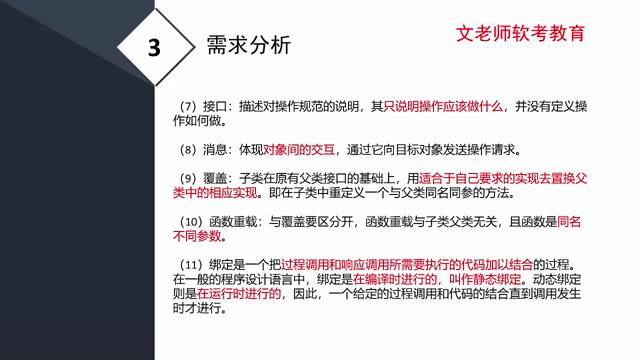 文老师软考教育
3
需求分析
（7）接口：描述对操作规范的说明，其只说明操作应该做什么，并没有定义操
作如何做。
（8）消息：体现对象间的交互，通过它向目标对象发送操作请求。
（9）覆盖：子类在原有父类接口的基础上，用适合于自己要求的实现去置换父
类中的相应实现。即在子类中重定义一个与父类同名同参的方法。
（10）函数重载：与覆盖要区分开，函数重载与子类父类无关，且函数是同名
不同参数。
（11）绑定是一个把过程调用和响应调用所需要执行的代码加以结合的过程。
在一般的程序设计语言中，绑定是在编译时进行的，叫作静态绑定。动态绑定
则是在运行时进行的，因此，一个给定的过程调用和代码的结合直到调用发生
时才进行。